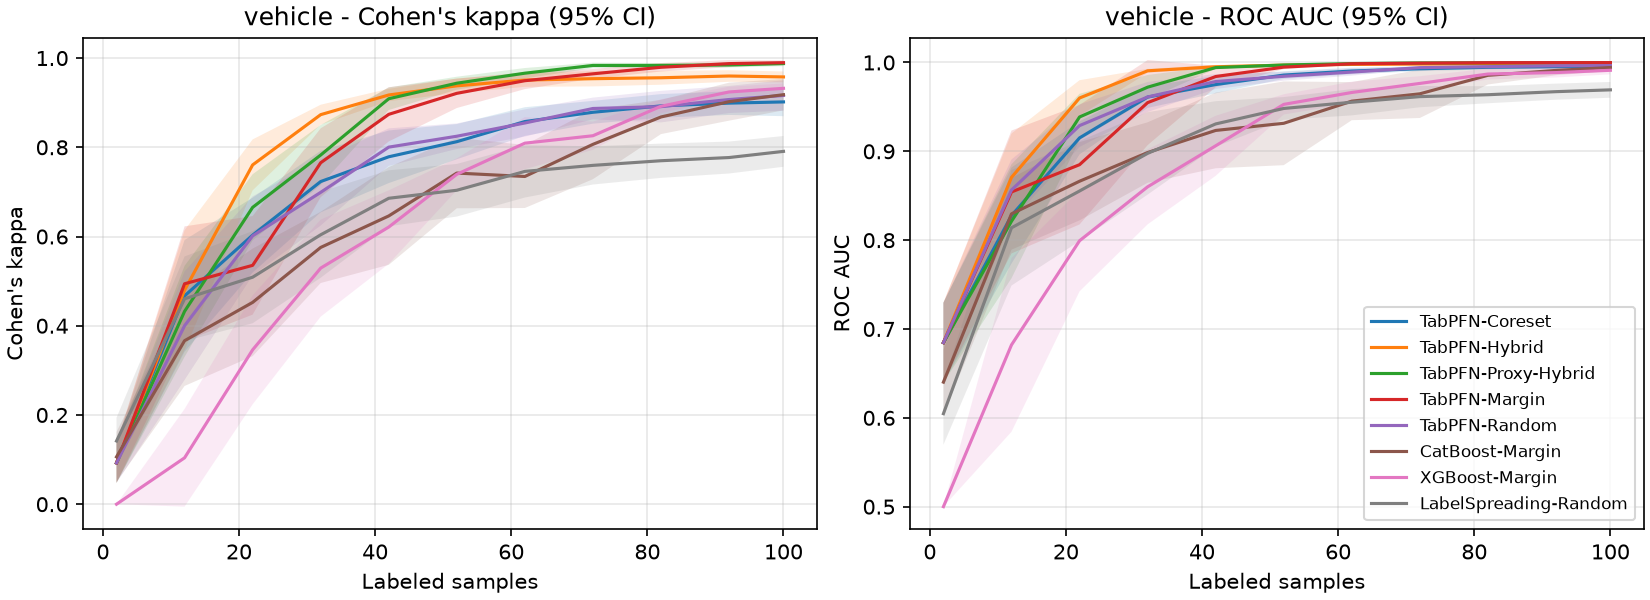 vehicle - Cohen's kappa (95% CI)
Cohen's kappa
1.0
0.8
0.6
0.4
0.2
0.0
0
20
40
60
80
100
Labeled samples
vehicle - ROC AUC (95% CI)
ROC AUC
1.0
0.9
0.8
0.7
0.6
0.5
TabPFN-Coreset
TabPFN-Hybrid
TabPFN-Proxy-Hybrid
TabPFN-Margin
TabPFN-Random
CatBoost-Margin
XGBoost-Margin
LabelSpreading-Random
0
20
40
60
80
100
Labeled samples